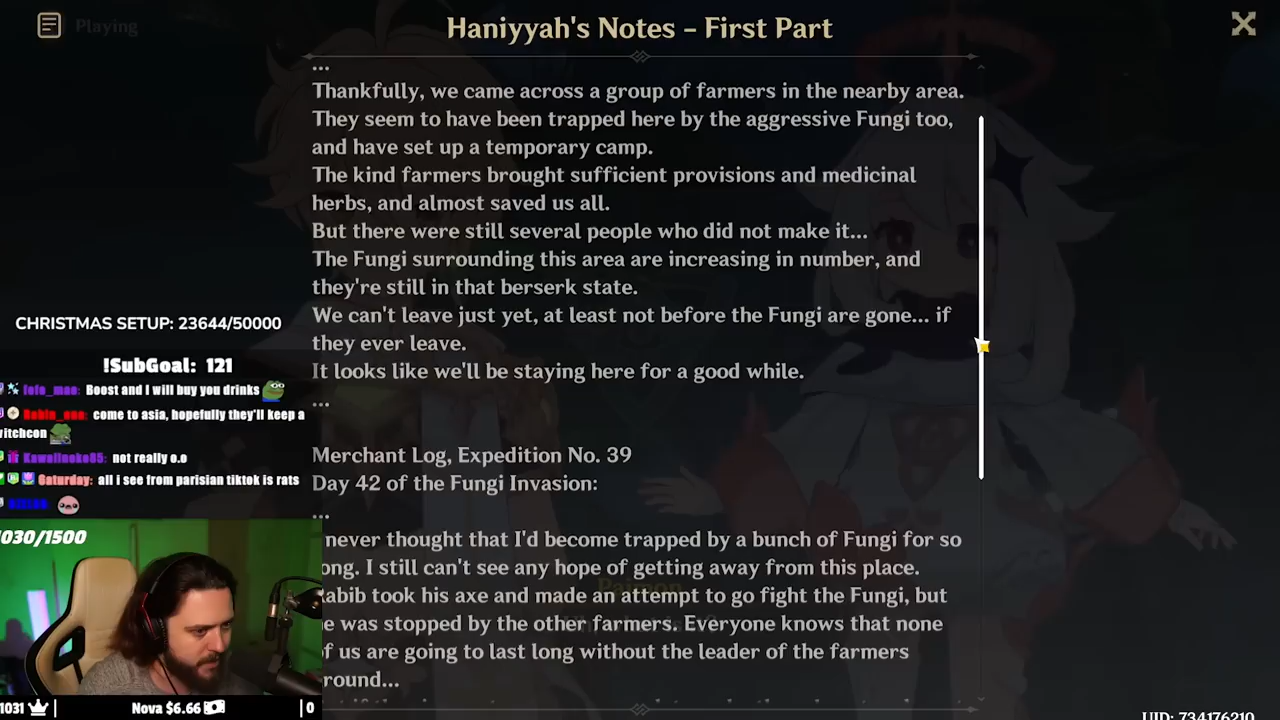 Playing
Haniyyah's Notes – First Part
...
Thankfully, we came across a group of farmers in the nearby area.
They seem to have been trapped here by the aggressive Fungi too,
and have set up a temporary camp.
The kind farmers brought sufficient provisions and medicinal
herbs, and almost saved us all.
But there were still several people who did not make it...
The Fungi surrounding this area are increasing in number, and
they're still in that berserk state.
We can't leave just yet, at least not before the Fungi are gone... if
they ever leave.
It looks like we'll be staying here for a good while.
...
Merchant Log, Expedition No. 39
Day 42 of the Fungi Invasion:
...
never thought that I'd become trapped by a bunch of Fungi for so
ong. I still can't see any hope of getting away from this place.
abib took his axe and made an attempt to go fight the Fungi, but
e was stopped by the other farmers. Everyone knows that none
f us are going to last long without the leader of the farmers
round...
Paimon
CHRISTMAS SETUP: 23644/50000
!SubGoal: 121
Boost and I will buy you drinks
come to asia, hopefully they'll keep a
witchcon
not really o.o
Saturday: all i see from parisian tiktok is rats
1030/1500
1031
Nova $6.66
0
UID: 734176210